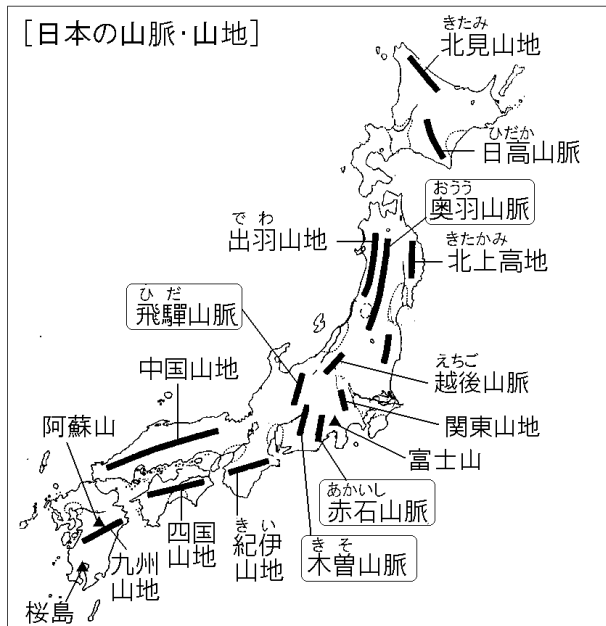 [日本の山脈・山地]
きたみ
北見山地
ひだか
日高山脈
おうう
奥羽山脈
でわ
出羽山地
きたかみ
北上高地
ひだ
飛驒山脈
えちご
越後山脈
中国山地
関東山地
阿蘇山
富士山
あかいし
赤石山脈
四国
山地
きい
紀伊
山地
きそ
木曽山脈
九州
山地
桜島